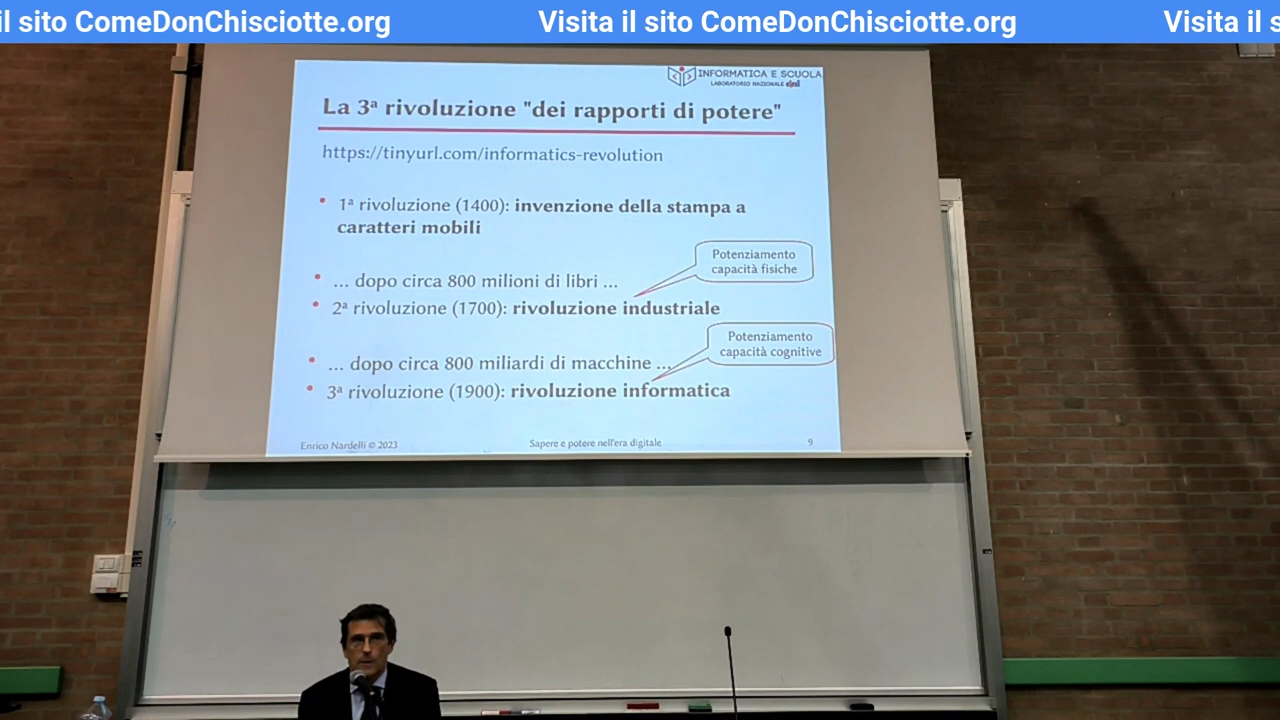 il sito ComeDonChisciotte.org Visita il sito ComeDonChisciotte.org Visita il s
INFORMATICA E SCUOLA
LABORATORIO NAZIONALE cini
La 3ª rivoluzione "dei rapporti di potere"
https://tinyurl.com/informatics-revolution
• 1ª rivoluzione (1400): invenzione della stampa a
caratteri mobili
Potenziamento
capacità fisiche
• ... dopo circa 800 milioni di libri ...
• 2ª rivoluzione (1700): rivoluzione industriale
Potenziamento
capacità cognitive
• ... dopo circa 800 miliardi di macchine ...
• 3ª rivoluzione (1900): rivoluzione informatica
Enrico Nardelli © 2023 Sapere e potere nell'era digitale 9